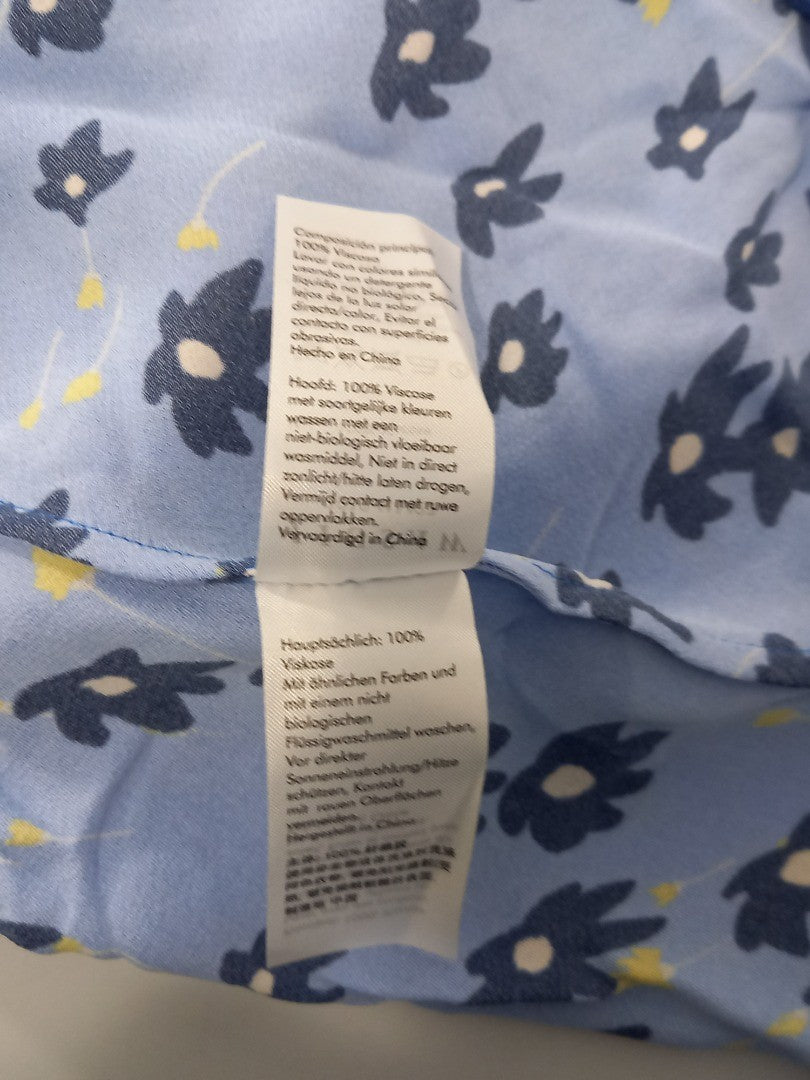 Composición principal:
100% Viscosa
Lavar con colores similares
usando un detergente
líquido no biológico, Secar
lejos de la luz solar
directa/calor, Evitar el
contacto con superficies
abrasivas.
Hecho en China
Hoofd: 100% Viscose
met soortgelijke kleuren
wassen met een
niet-biologisch vloeibaar
wasmiddel, Niet in direct
zonlicht/hitte laten drogen,
Vermijd contact met ruwe
oppervlakken.
Vervaardigd in China
Hauptsächlich: 100%
Viskose
Mit ähnlichen Farben und
mit einem nicht
biologischen
Flüssigwaschmittel waschen,
Vor direkter
Sonneneinstrahlung/Hitze
schützen, Kontakt
mit rauen Oberflächen
vermeiden.
Hergestellt in China
100%